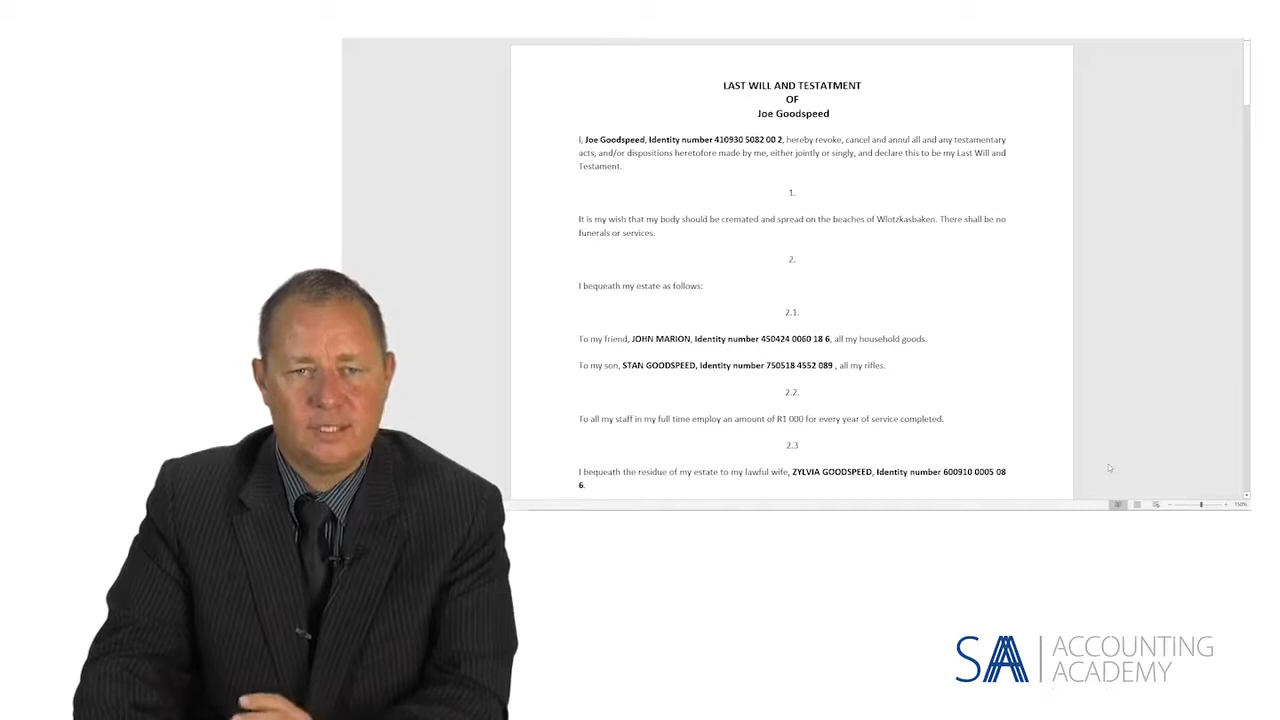 LAST WILL AND TESTATMENT
OF
Joe Goodspeed
I, Joe Goodspeed, Identity number 410930 5082 00 2, hereby revoke, cancel and annul all and any testamentary
acts, and/or dispositions heretofore made by me, either jointly or singly, and declare this to be my Last Will and
Testament.
1.
It is my wish that my body should be cremated and spread on the beaches of Wlotzkasbaken. There shall be no
funerals or services.
2.
I bequeath my estate as follows:
2.1.
To my friend, JOHN MARION, Identity number 450424 0060 18 6, all my household goods.
To my son, STAN GOODSPEED, Identity number 750518 4552 089 , all my rifles.
2.2.
To all my staff in my full time employ an amount of R1 000 for every year of service completed.
2.3
I bequeath the residue of my estate to my lawful wife, ZYLVIA GOODSPEED, Identity number 600910 0005 08
6.
150%
SAA ACCOUNTING
ACADEMY